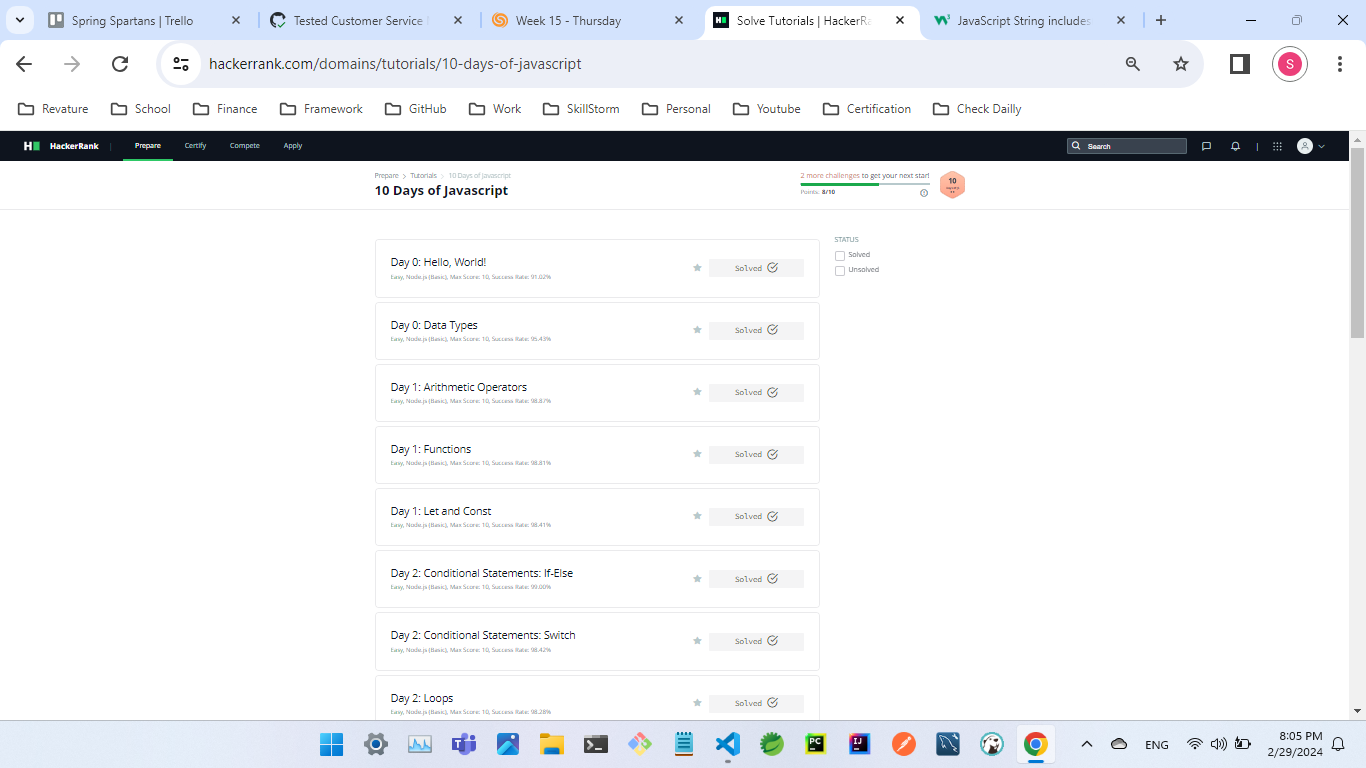 Spring Spartans | Trello
Tested Customer Service
Week 15 - Thursday
Solve Tutorials | HackerRa
JavaScript String includes
hackerrank.com/domains/tutorials/10-days-of-javascript
S
Revature School Finance Framework GitHub Work SkillStorm Personal Youtube Certification Check Dailly
HackerRank Prepare Certify Compete Apply Search
Prepare > Tutorials > 10 Days of Javascript
10 Days of Javascript
2 more challenges to get your next star!
Points: 8/10
10
STATUS
Solved
Unsolved
Day 0: Hello, World!
Easy, Node.js (Basic), Max Score: 10, Success Rate: 91.02%
Solved
Day 0: Data Types
Easy, Node.js (Basic), Max Score: 10, Success Rate: 95.43%
Solved
Day 1: Arithmetic Operators
Easy, Node.js (Basic), Max Score: 10, Success Rate: 98.87%
Solved
Day 1: Functions
Easy, Node.js (Basic), Max Score: 10, Success Rate: 98.81%
Solved
Day 1: Let and Const
Easy, Node.js (Basic), Max Score: 10, Success Rate: 98.41%
Solved
Day 2: Conditional Statements: If-Else
Easy, Node.js (Basic), Max Score: 10, Success Rate: 99.00%
Solved
Day 2: Conditional Statements: Switch
Easy, Node.js (Basic), Max Score: 10, Success Rate: 98.42%
Solved
Day 2: Loops
Easy, Node.js (Basic), Max Score: 10, Success Rate: 98.28%
Solved
ENG
8:05 PM
2/29/2024